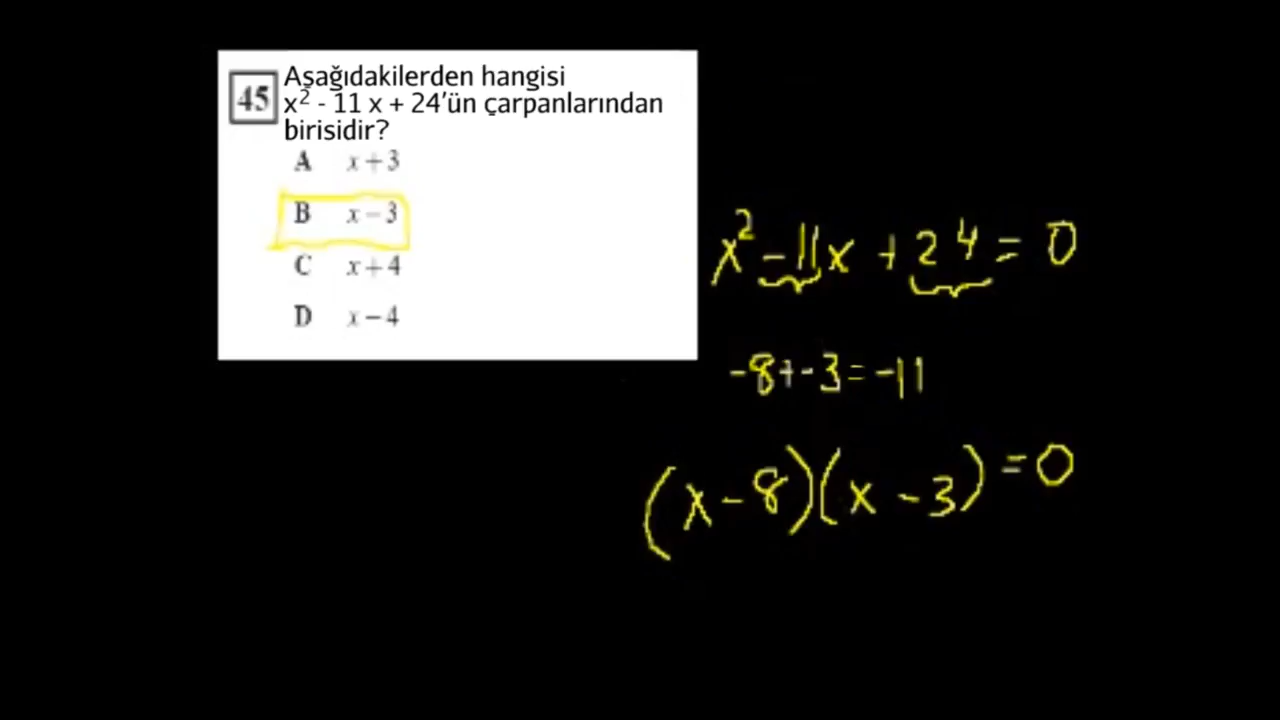 45 Aşağıdakilerden hangisi
x² - 11 x + 24'ün çarpanlarından
birisidir?
A x+3
B x-3
C x+4
D x-4
x² -11x +24 = 0
-8+-3=-11
(x-8)(x-3)=0